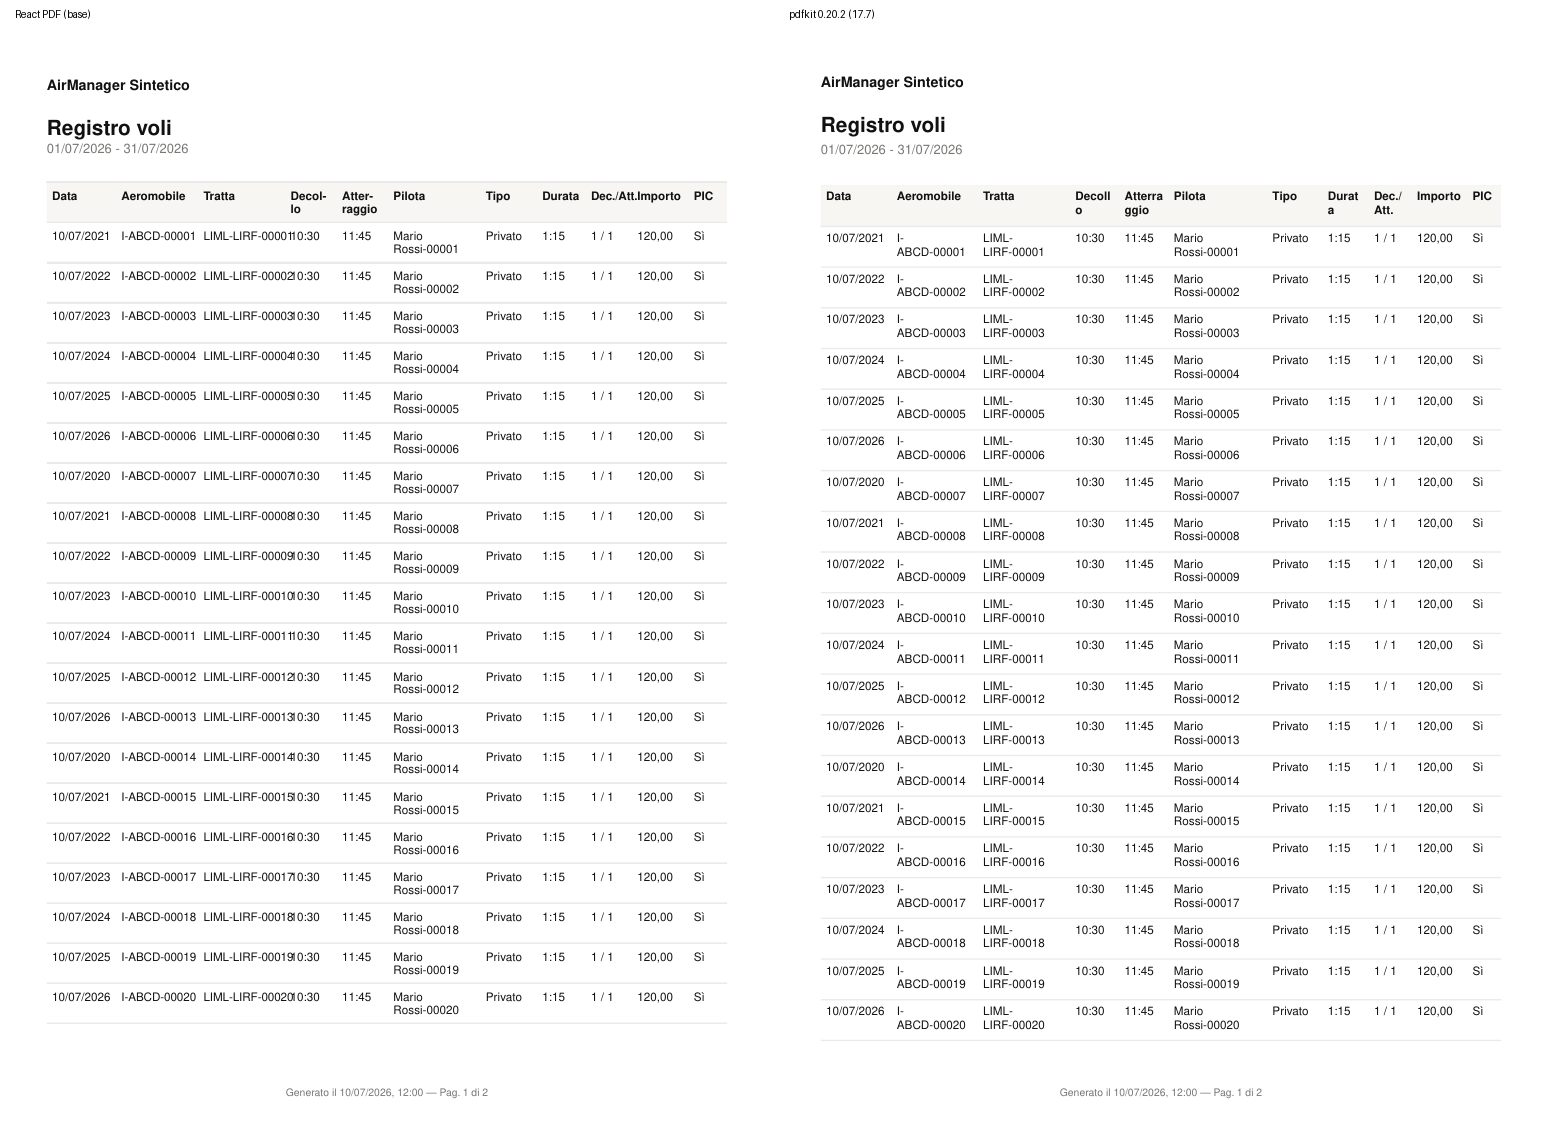 React PDF (base)
AirManager Sintetico
Registro voli
01/07/2026 - 31/07/2026
Data Aeromobile Tratta Decol- Atter- Pilota Tipo Durata Dec./Att.Importo PIC
lo raggio
10/07/2021 I-ABCD-00001 LIML-LIRF-00001 10:30 11:45 Mario Privato 1:15 1 / 1 120,00 Sì
Rossi-00001
10/07/2022 I-ABCD-00002 LIML-LIRF-00002 10:30 11:45 Mario Privato 1:15 1 / 1 120,00 Sì
Rossi-00002
10/07/2023 I-ABCD-00003 LIML-LIRF-00003 10:30 11:45 Mario Privato 1:15 1 / 1 120,00 Sì
Rossi-00003
10/07/2024 I-ABCD-00004 LIML-LIRF-00004 10:30 11:45 Mario Privato 1:15 1 / 1 120,00 Sì
Rossi-00004
10/07/2025 I-ABCD-00005 LIML-LIRF-00005 10:30 11:45 Mario Privato 1:15 1 / 1 120,00 Sì
Rossi-00005
10/07/2026 I-ABCD-00006 LIML-LIRF-00006 10:30 11:45 Mario Privato 1:15 1 / 1 120,00 Sì
Rossi-00006
10/07/2020 I-ABCD-00007 LIML-LIRF-00007 10:30 11:45 Mario Privato 1:15 1 / 1 120,00 Sì
Rossi-00007
10/07/2021 I-ABCD-00008 LIML-LIRF-00008 10:30 11:45 Mario Privato 1:15 1 / 1 120,00 Sì
Rossi-00008
10/07/2022 I-ABCD-00009 LIML-LIRF-00009 10:30 11:45 Mario Privato 1:15 1 / 1 120,00 Sì
Rossi-00009
10/07/2023 I-ABCD-00010 LIML-LIRF-00010 10:30 11:45 Mario Privato 1:15 1 / 1 120,00 Sì
Rossi-00010
10/07/2024 I-ABCD-00011 LIML-LIRF-00011 10:30 11:45 Mario Privato 1:15 1 / 1 120,00 Sì
Rossi-00011
10/07/2025 I-ABCD-00012 LIML-LIRF-00012 10:30 11:45 Mario Privato 1:15 1 / 1 120,00 Sì
Rossi-00012
10/07/2026 I-ABCD-00013 LIML-LIRF-00013 10:30 11:45 Mario Privato 1:15 1 / 1 120,00 Sì
Rossi-00013
10/07/2020 I-ABCD-00014 LIML-LIRF-00014 10:30 11:45 Mario Privato 1:15 1 / 1 120,00 Sì
Rossi-00014
10/07/2021 I-ABCD-00015 LIML-LIRF-00015 10:30 11:45 Mario Privato 1:15 1 / 1 120,00 Sì
Rossi-00015
10/07/2022 I-ABCD-00016 LIML-LIRF-00016 10:30 11:45 Mario Privato 1:15 1 / 1 120,00 Sì
Rossi-00016
10/07/2023 I-ABCD-00017 LIML-LIRF-00017 10:30 11:45 Mario Privato 1:15 1 / 1 120,00 Sì
Rossi-00017
10/07/2024 I-ABCD-00018 LIML-LIRF-00018 10:30 11:45 Mario Privato 1:15 1 / 1 120,00 Sì
Rossi-00018
10/07/2025 I-ABCD-00019 LIML-LIRF-00019 10:30 11:45 Mario Privato 1:15 1 / 1 120,00 Sì
Rossi-00019
10/07/2026 I-ABCD-00020 LIML-LIRF-00020 10:30 11:45 Mario Privato 1:15 1 / 1 120,00 Sì
Rossi-00020
Generato il 10/07/2026, 12:00 — Pag. 1 di 2
pdfkit 0.20.2 (17.7)
AirManager Sintetico
Registro voli
01/07/2026 - 31/07/2026
Data Aeromobile Tratta Decoll Atterra Pilota Tipo Durat Dec./ Importo PIC
o ggio a Att.
10/07/2021 I- LIML- 10:30 11:45 Mario Privato 1:15 1 / 1 120,00 Sì
ABCD-00001 LIRF-00001 Rossi-00001
10/07/2022 I- LIML- 10:30 11:45 Mario Privato 1:15 1 / 1 120,00 Sì
ABCD-00002 LIRF-00002 Rossi-00002
10/07/2023 I- LIML- 10:30 11:45 Mario Privato 1:15 1 / 1 120,00 Sì
ABCD-00003 LIRF-00003 Rossi-00003
10/07/2024 I- LIML- 10:30 11:45 Mario Privato 1:15 1 / 1 120,00 Sì
ABCD-00004 LIRF-00004 Rossi-00004
10/07/2025 I- LIML- 10:30 11:45 Mario Privato 1:15 1 / 1 120,00 Sì
ABCD-00005 LIRF-00005 Rossi-00005
10/07/2026 I- LIML- 10:30 11:45 Mario Privato 1:15 1 / 1 120,00 Sì
ABCD-00006 LIRF-00006 Rossi-00006
10/07/2020 I- LIML- 10:30 11:45 Mario Privato 1:15 1 / 1 120,00 Sì
ABCD-00007 LIRF-00007 Rossi-00007
10/07/2021 I- LIML- 10:30 11:45 Mario Privato 1:15 1 / 1 120,00 Sì
ABCD-00008 LIRF-00008 Rossi-00008
10/07/2022 I- LIML- 10:30 11:45 Mario Privato 1:15 1 / 1 120,00 Sì
ABCD-00009 LIRF-00009 Rossi-00009
10/07/2023 I- LIML- 10:30 11:45 Mario Privato 1:15 1 / 1 120,00 Sì
ABCD-00010 LIRF-00010 Rossi-00010
10/07/2024 I- LIML- 10:30 11:45 Mario Privato 1:15 1 / 1 120,00 Sì
ABCD-00011 LIRF-00011 Rossi-00011
10/07/2025 I- LIML- 10:30 11:45 Mario Privato 1:15 1 / 1 120,00 Sì
ABCD-00012 LIRF-00012 Rossi-00012
10/07/2026 I- LIML- 10:30 11:45 Mario Privato 1:15 1 / 1 120,00 Sì
ABCD-00013 LIRF-00013 Rossi-00013
10/07/2020 I- LIML- 10:30 11:45 Mario Privato 1:15 1 / 1 120,00 Sì
ABCD-00014 LIRF-00014 Rossi-00014
10/07/2021 I- LIML- 10:30 11:45 Mario Privato 1:15 1 / 1 120,00 Sì
ABCD-00015 LIRF-00015 Rossi-00015
10/07/2022 I- LIML- 10:30 11:45 Mario Privato 1:15 1 / 1 120,00 Sì
ABCD-00016 LIRF-00016 Rossi-00016
10/07/2023 I- LIML- 10:30 11:45 Mario Privato 1:15 1 / 1 120,00 Sì
ABCD-00017 LIRF-00017 Rossi-00017
10/07/2024 I- LIML- 10:30 11:45 Mario Privato 1:15 1 / 1 120,00 Sì
ABCD-00018 LIRF-00018 Rossi-00018
10/07/2025 I- LIML- 10:30 11:45 Mario Privato 1:15 1 / 1 120,00 Sì
ABCD-00019 LIRF-00019 Rossi-00019
10/07/2026 I- LIML- 10:30 11:45 Mario Privato 1:15 1 / 1 120,00 Sì
ABCD-00020 LIRF-00020 Rossi-00020
Generato il 10/07/2026, 12:00 — Pag. 1 di 2